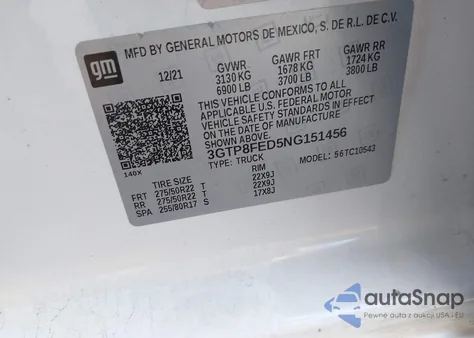 gm
MFD BY GENERAL MOTORS DE MEXICO, S. DE R.L. DE C.V.
12/21 GVWR GAWR FRT GAWR RR
3130 KG 1678 KG 1724 KG
6900 LB 3700 LB 3800 LB
THIS VEHICLE CONFORMS TO ALL
APPLICABLE U.S. FEDERAL MOTOR
VEHICLE SAFETY STANDARDS IN
EFFECT ON THE DATE OF
MANUFACTURE SHOWN ABOVE.
3GTP8FED5NG151456
140X TYPE: TRUCK MODEL: 56TC10543
TIRE SIZE RIM
FRT 275/50R22 T 22X9J
RR 275/50R22 T 22X9J
SPA 255/80R17 S 17X8J
autoSnap
Pewne auta z aukcji USA i EU